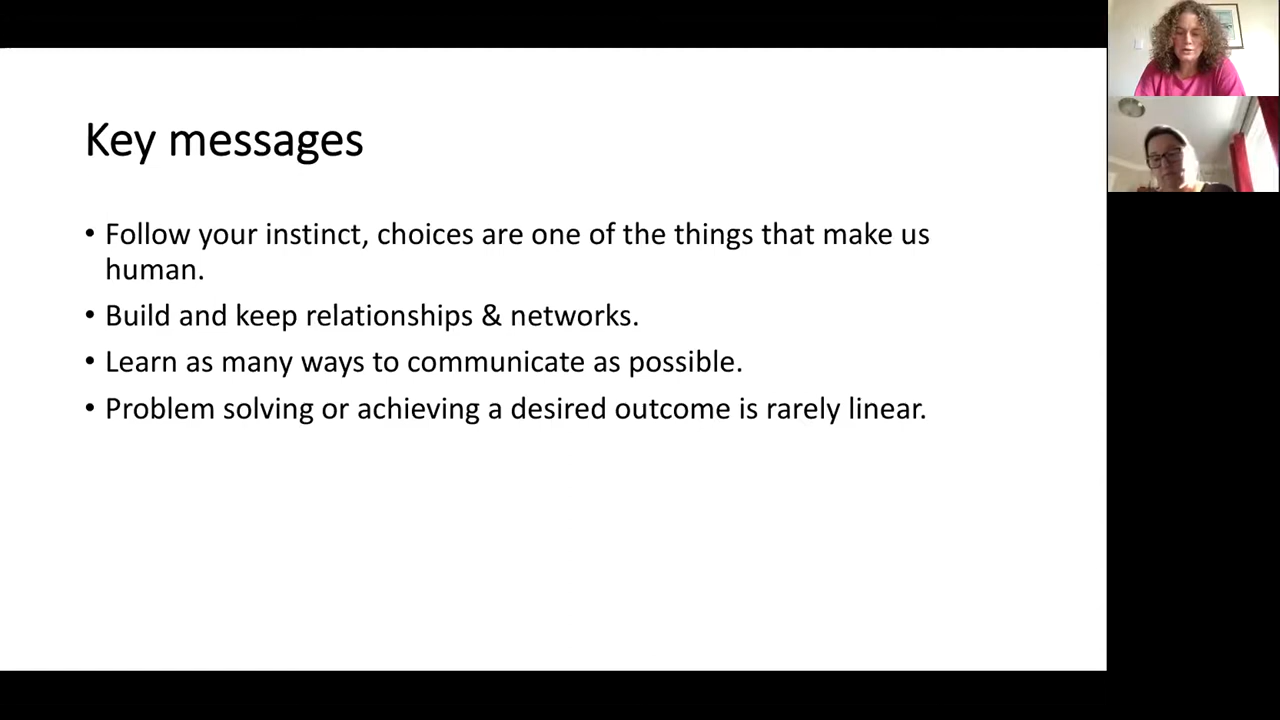 Key messages
• Follow your instinct, choices are one of the things that make us
human.
• Build and keep relationships & networks.
• Learn as many ways to communicate as possible.
• Problem solving or achieving a desired outcome is rarely linear.